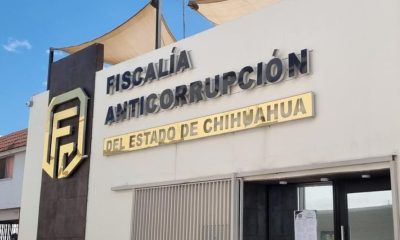 FISCALÍA
ANTICORRUPCIÓN
DEL ESTADO DE CHIHUAHUA